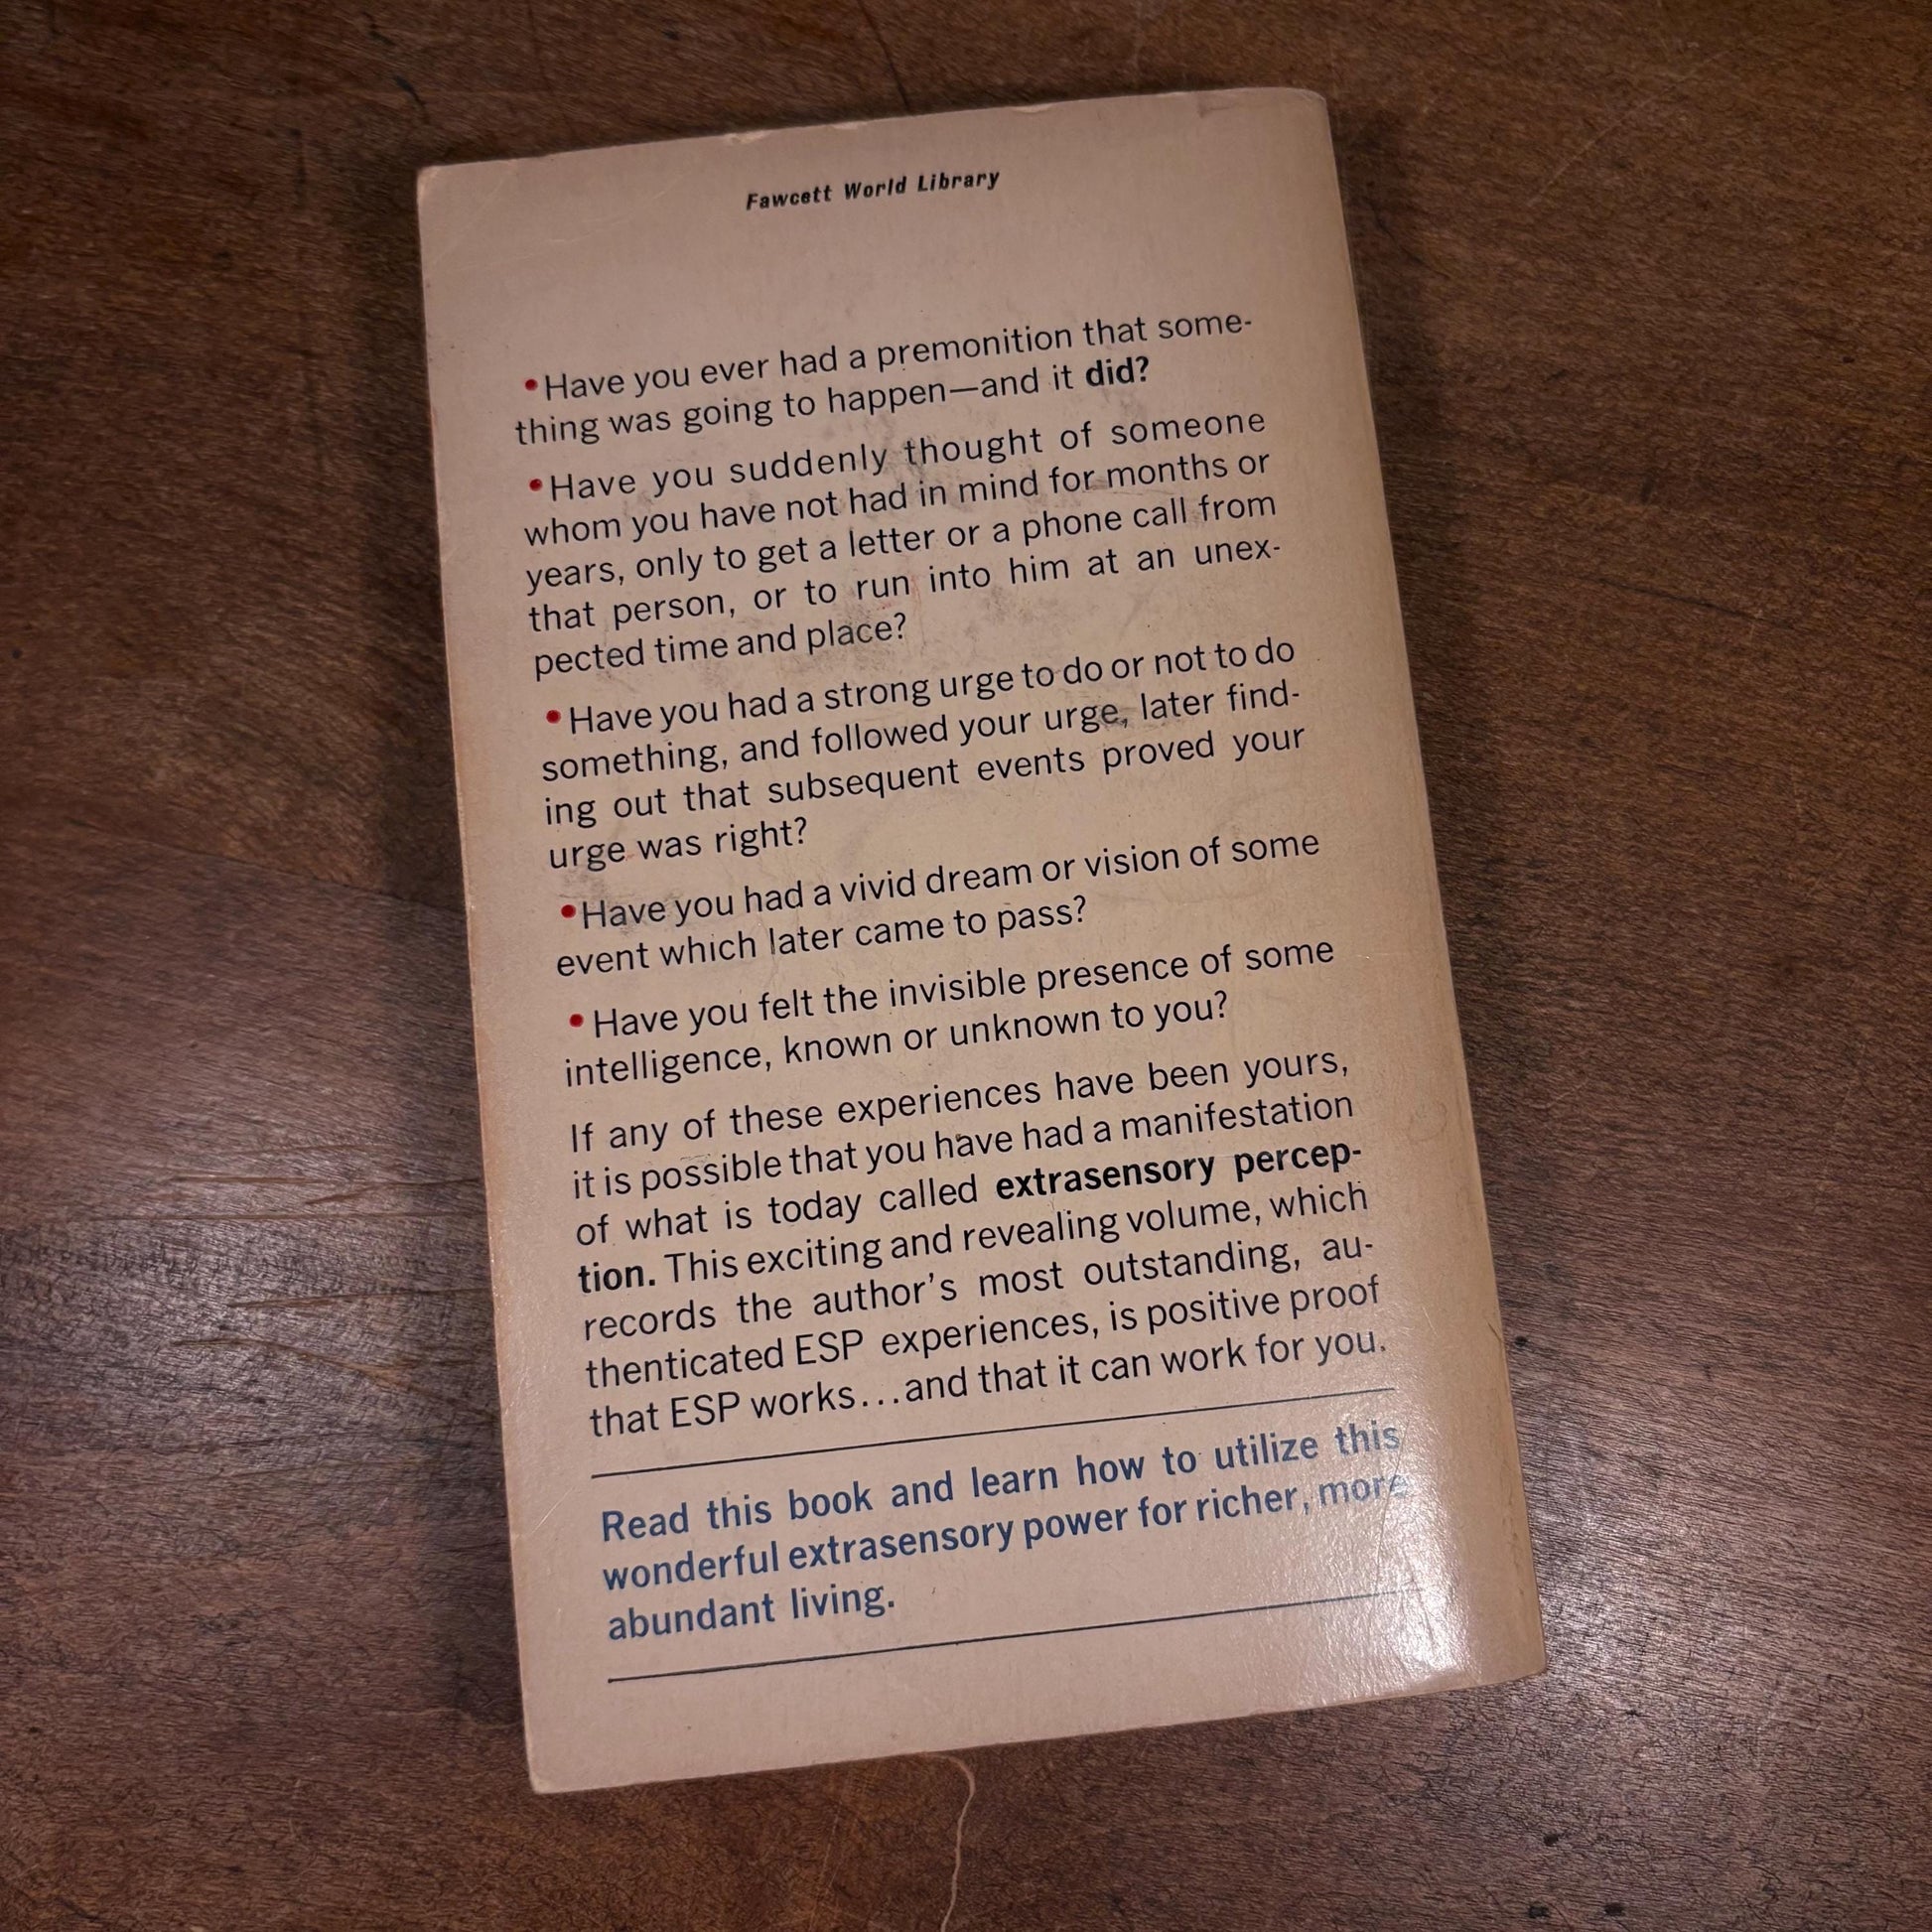 Fawcett World Library
•Have you ever had a premonition that some-
thing was going to happen—and it did?
•Have you suddenly thought of someone
whom you have not had in mind for months or
years, only to get a letter or a phone call from
that person, or to run into him at an unex-
pected time and place?
•Have you had a strong urge to do or not to do
something, and followed your urge, later find-
ing out that subsequent events proved your
urge was right?
•Have you had a vivid dream or vision of some
event which later came to pass?
•Have you felt the invisible presence of some
intelligence, known or unknown to you?
If any of these experiences have been yours,
it is possible that you have had a manifestation
of what is today called extrasensory percep-
tion. This exciting and revealing volume, which
records the author's most outstanding, au-
thenticated ESP experiences, is positive proof
that ESP works...and that it can work for you.
Read this book and learn how to utilize this
wonderful extrasensory power for richer, more
abundant living.